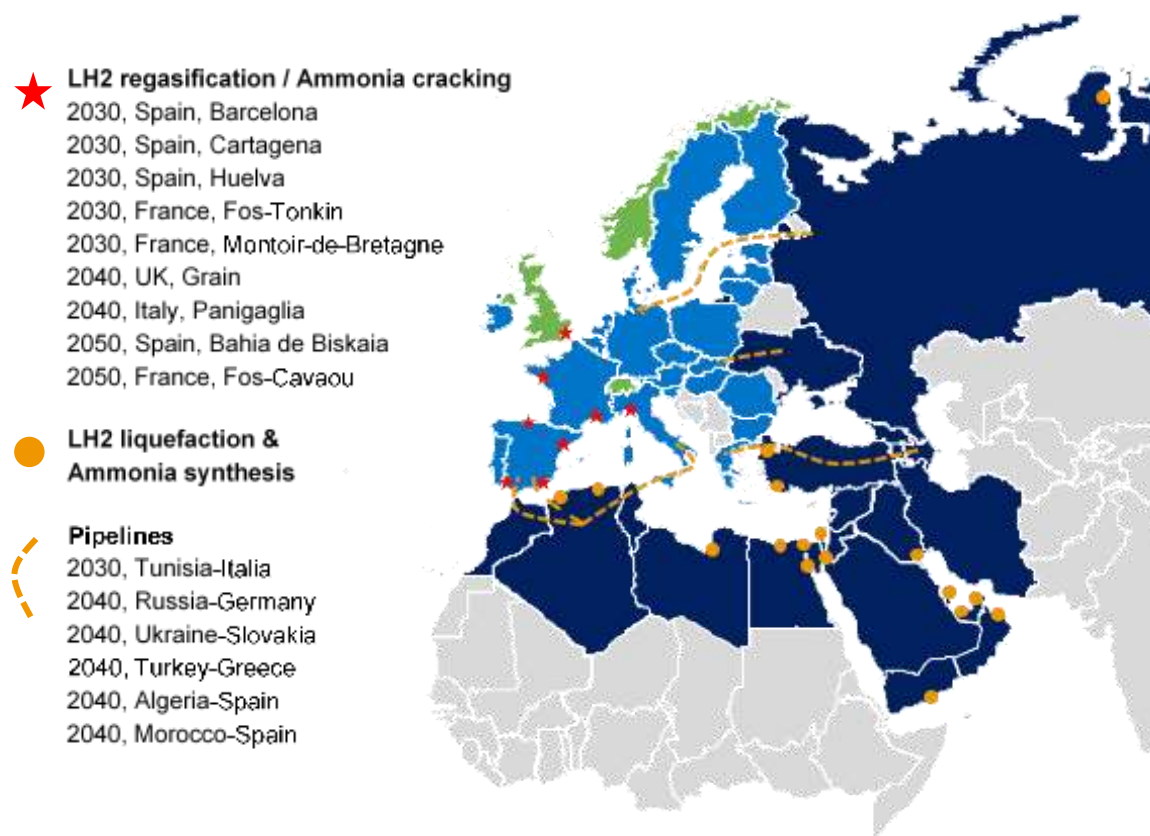 LH2 regasification / Ammonia cracking
2030, Spain, Barcelona
2030, Spain, Cartagena
2030, Spain, Huelva
2030, France, Fos-Tonkin
2030, France, Montoir-de-Bretagne
2040, UK, Grain
2040, Italy, Panigaglia
2050, Spain, Bahia de Biskaia
2050, France, Fos-Cavaou
LH2 liquefaction &
Ammonia synthesis
Pipelines
2030, Tunisia-Italia
2040, Russia-Germany
2040, Ukraine-Slovakia
2040, Turkey-Greece
2040, Algeria-Spain
2040, Morocco-Spain